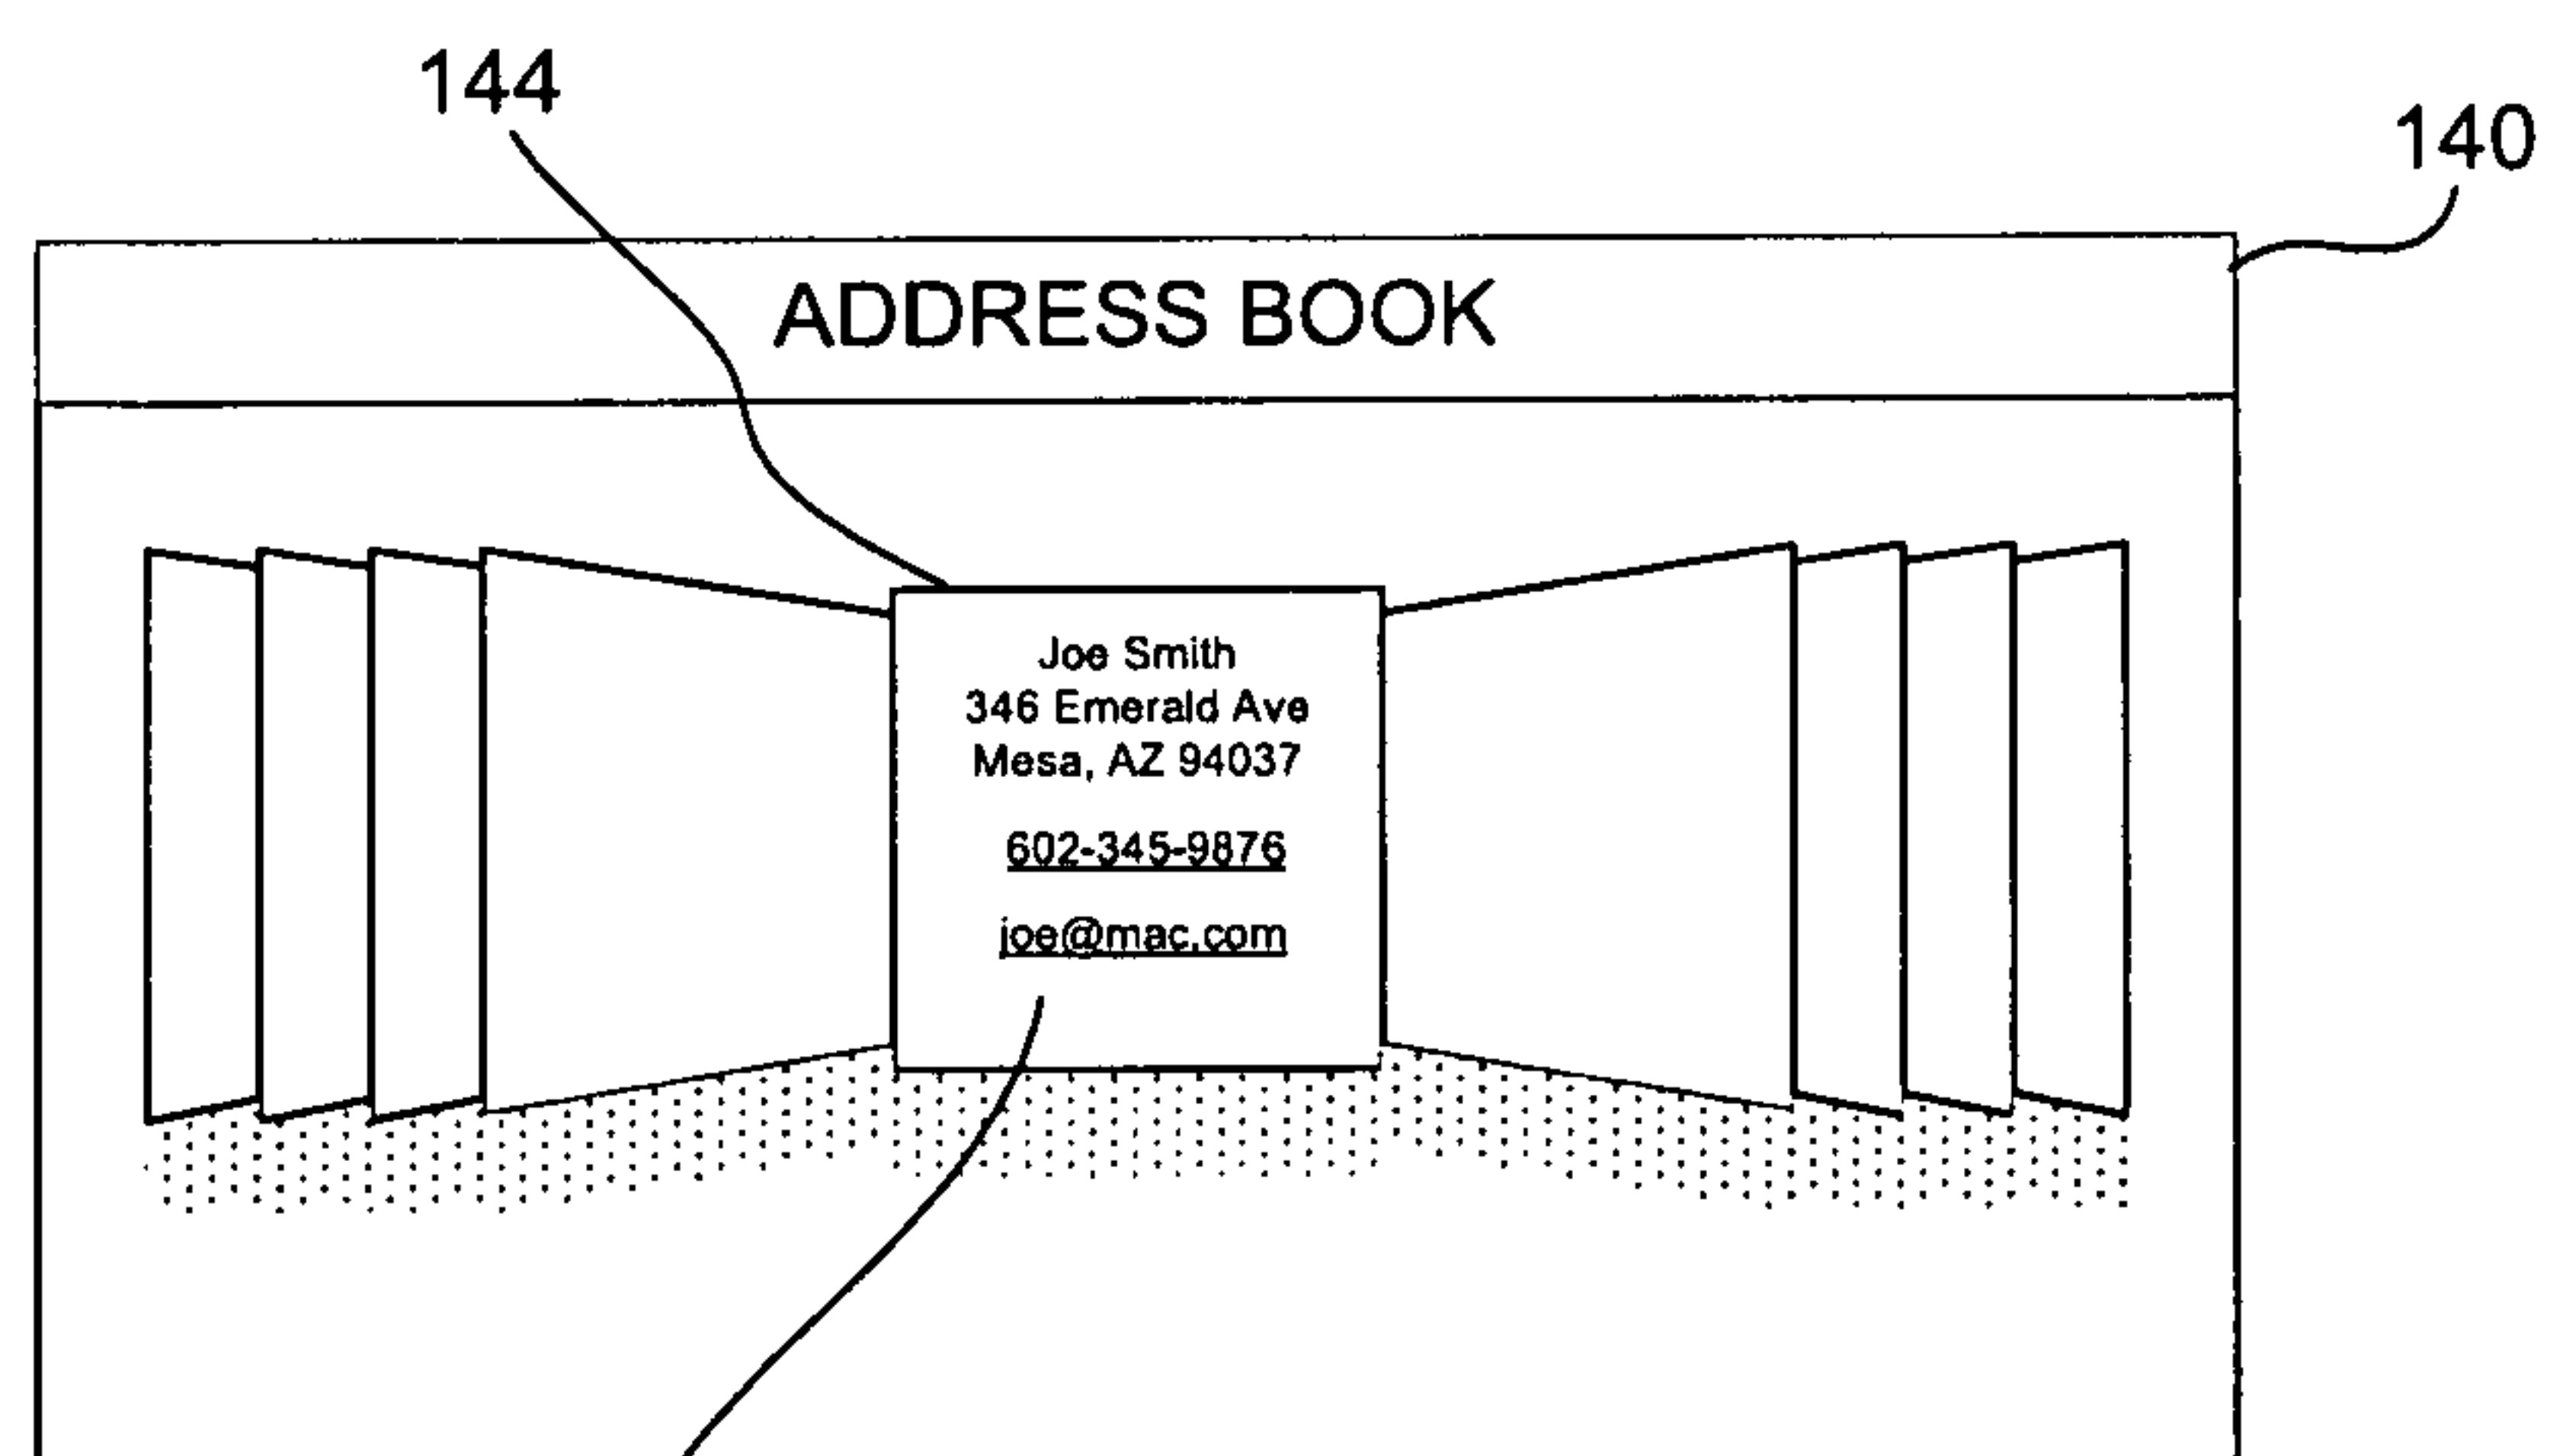 144
140
ADDRESS BOOK
Joe Smith
346 Emerald Ave
Mesa, AZ 94037
602-345-9876
joe@mac.com